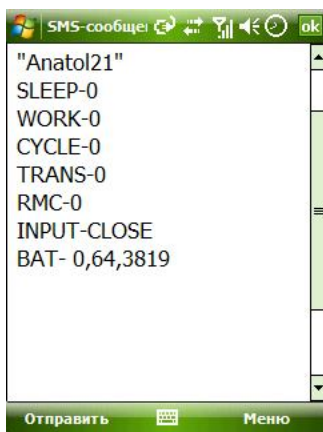 SMS-сообщен
ok
"Anatol21"
SLEEP-0
WORK-0
CYCLE-0
TRANS-0
RMC-0
INPUT-CLOSE
BAT- 0,64,3819
Отправить Меню